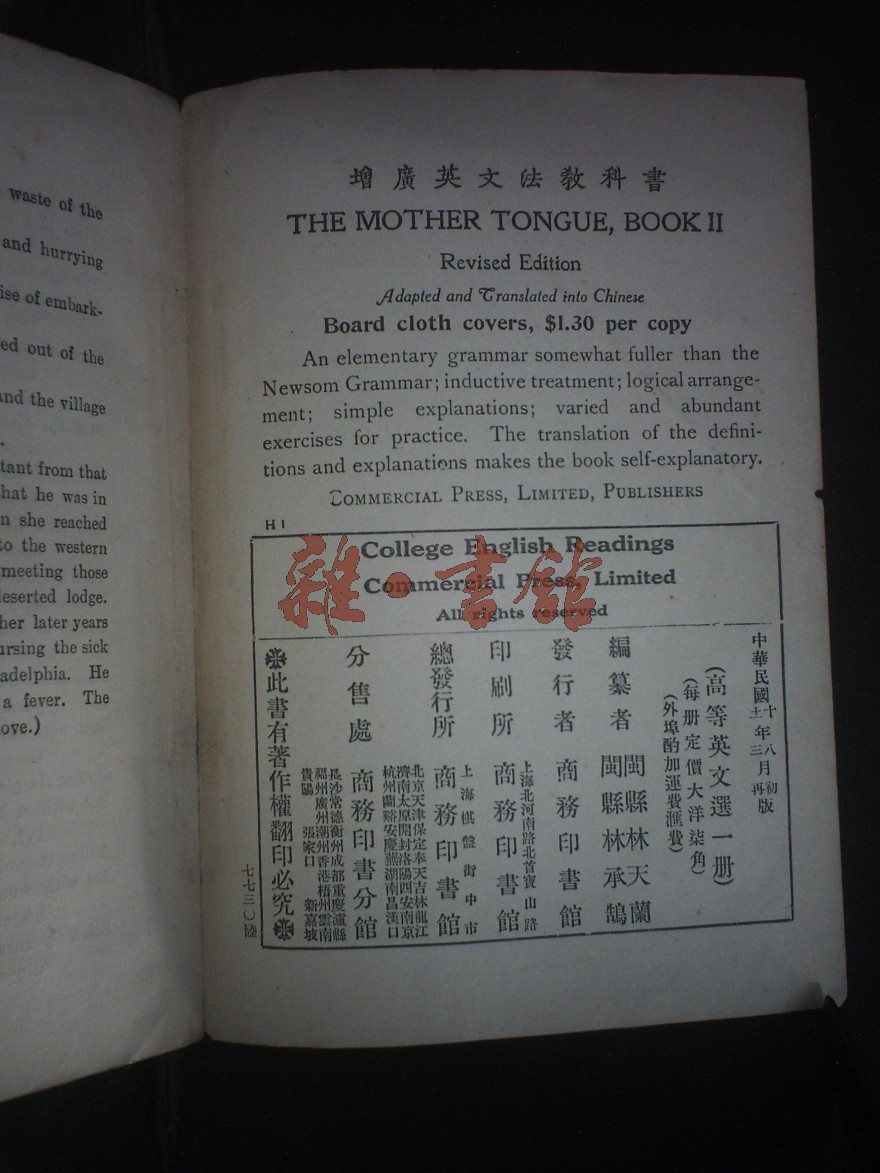 waste of the
and hurrying
ise of embark-
ed out of the
and the village
.
tant from that
hat he was in
n she reached
to the western
meeting those
deserted lodge.
her later years
ursing the sick
adelphia. He
a fever. The
ove.)
增廣英文法教科書
THE MOTHER TONGUE, BOOK II
Revised Edition
Adapted and Translated into Chinese
Board cloth covers, $1.30 per copy
An elementary grammar somewhat fuller than the
Newsom Grammar; inductive treatment; logical arrange-
ment; simple explanations; varied and abundant
exercises for practice. The translation of the defini-
tions and explanations makes the book self-explanatory.
COMMERCIAL PRESS, LIMITED, PUBLISHERS
H I
College English Readings
Commercial Press, Limited
All rights reserved
雜·書館
中華民國
十年八月初版
十三年 月再版
(高等英文選一册)
(每册定價大洋柒角)
(外埠酌加運費滙費)
編纂者 閩縣林天蘭
閩縣林承鵠
發行者 商務印書館
印刷所 上海北河南路北首寶山路
商務印書館
總發行所 上海棋盤街中市
商務印書館
分售處 商務印書分館
北京天津保定奉天吉林龍江
濟南太原開封洛陽西安南京
杭州蘭谿安慶蕪湖南昌漢口
長沙常德衡州成都重慶瀘縣
福州廣州潮州香港梧州雲南
貴陽 張家口 新嘉坡
此書有著作權翻印必究
七七三〇陸